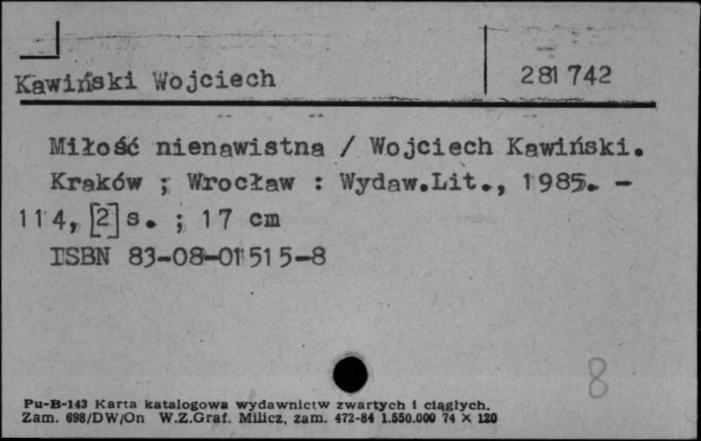 Kawiński Wojciech 281742
Miłość nienawistna / Wojciech Kawiński.
Kraków ; Wrocław : Wydaw.Lit., 1985. -
114, [2] s. ; 17 cm
ISBN 83-08-01515-8
8
Pu-B-143 Karta katalogowa wydawnictw zwartych i ciągłych.
Zam. 698/DW/On W.Z.Graf. Milicz, zam. 472-84 1.550.000 74 X 120